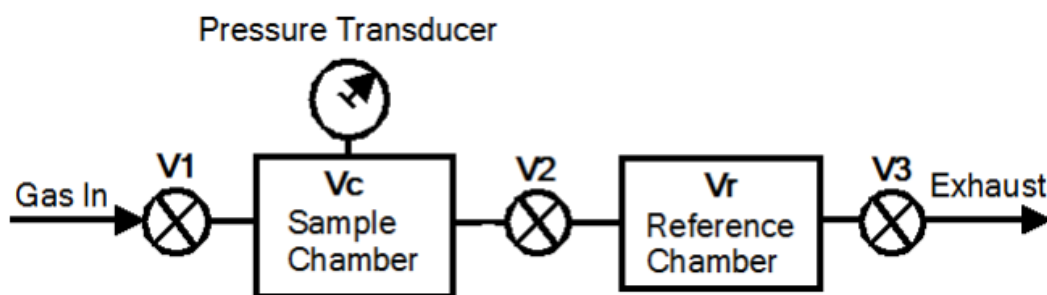 Pressure Transducer
Gas In
V1
Vc
Sample
Chamber
V2
Vr
Reference
Chamber
V3
Exhaust